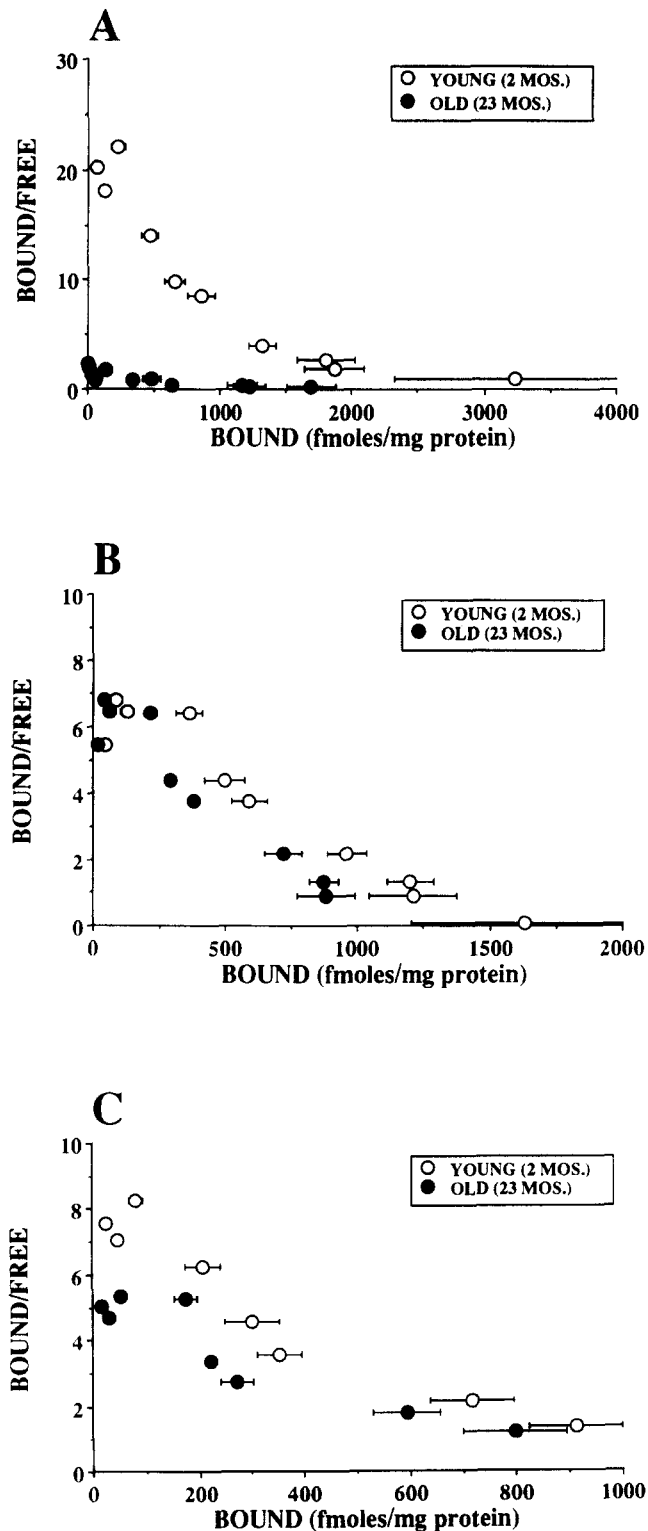 A
30
20
10
0
BOUND/FREE
YOUNG (2 MOS.)
OLD (23 MOS.)
0 1000 2000 3000 4000
BOUND (fmoles/mg protein)
B
10
8
6
4
2
0
BOUND/FREE
YOUNG (2 MOS.)
OLD (23 MOS.)
0 500 1000 1500 2000
BOUND (fmoles/mg protein)
C
10
8
6
4
2
0
BOUND/FREE
YOUNG (2 MOS.)
OLD (23 MOS.)
0 200 400 600 800 1000
BOUND (fmoles/mg protein)